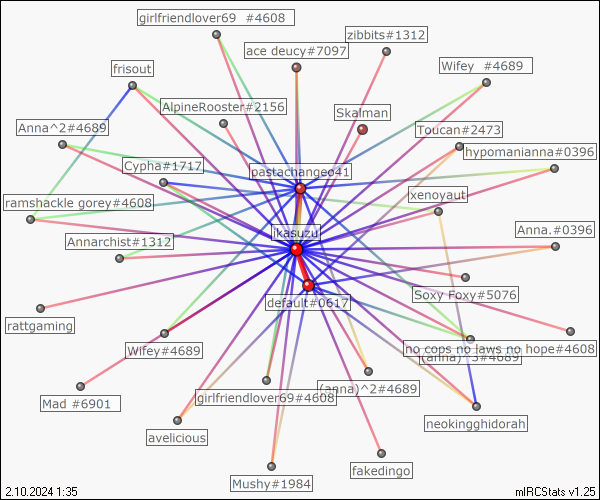 girlfriendlover69 #4608
zibbits#1312
ace deucy#7097
Wifey #4689
frisout
AlpineRooster#2156
Skalman
Anna^2#4689
Toucan#2473
hypomanianna#0396
Cypha#1717
pastachangeo41
xenoyaut
ramshackle gorey#4608
ikasuzu
Anna.#0396
Annarchist#1312
default#0617
Soxy Foxy#5076
rattgaming
Wifey#4689
no cops no laws no hope#4608
(anna)^3#4689
(anna)^2#4689
girlfriendlover69#4608
Mad #6901
neokingghidorah
avelicious
fakedingo
Mushy#1984
2.10.2024 1:35
mIRCStats v1.25